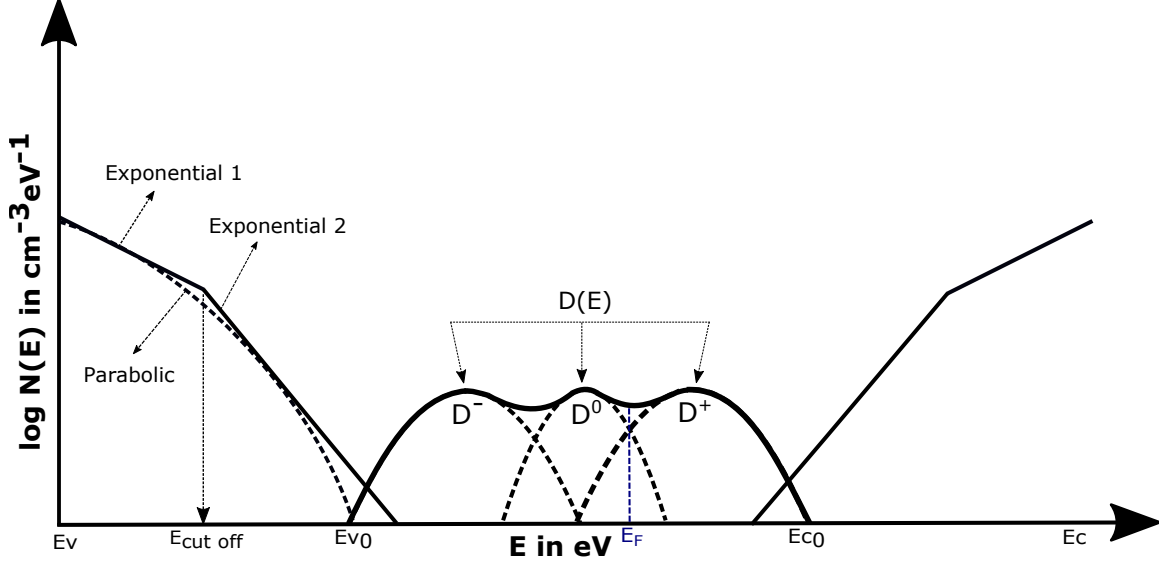 log N(E) in cm⁻³eV⁻¹
Exponential 1
Exponential 2
Parabolic
D(E)
D⁻
D⁰
D⁺
Ev
Ecut off
Ev0
E in eV
EF
Ec0
Ec